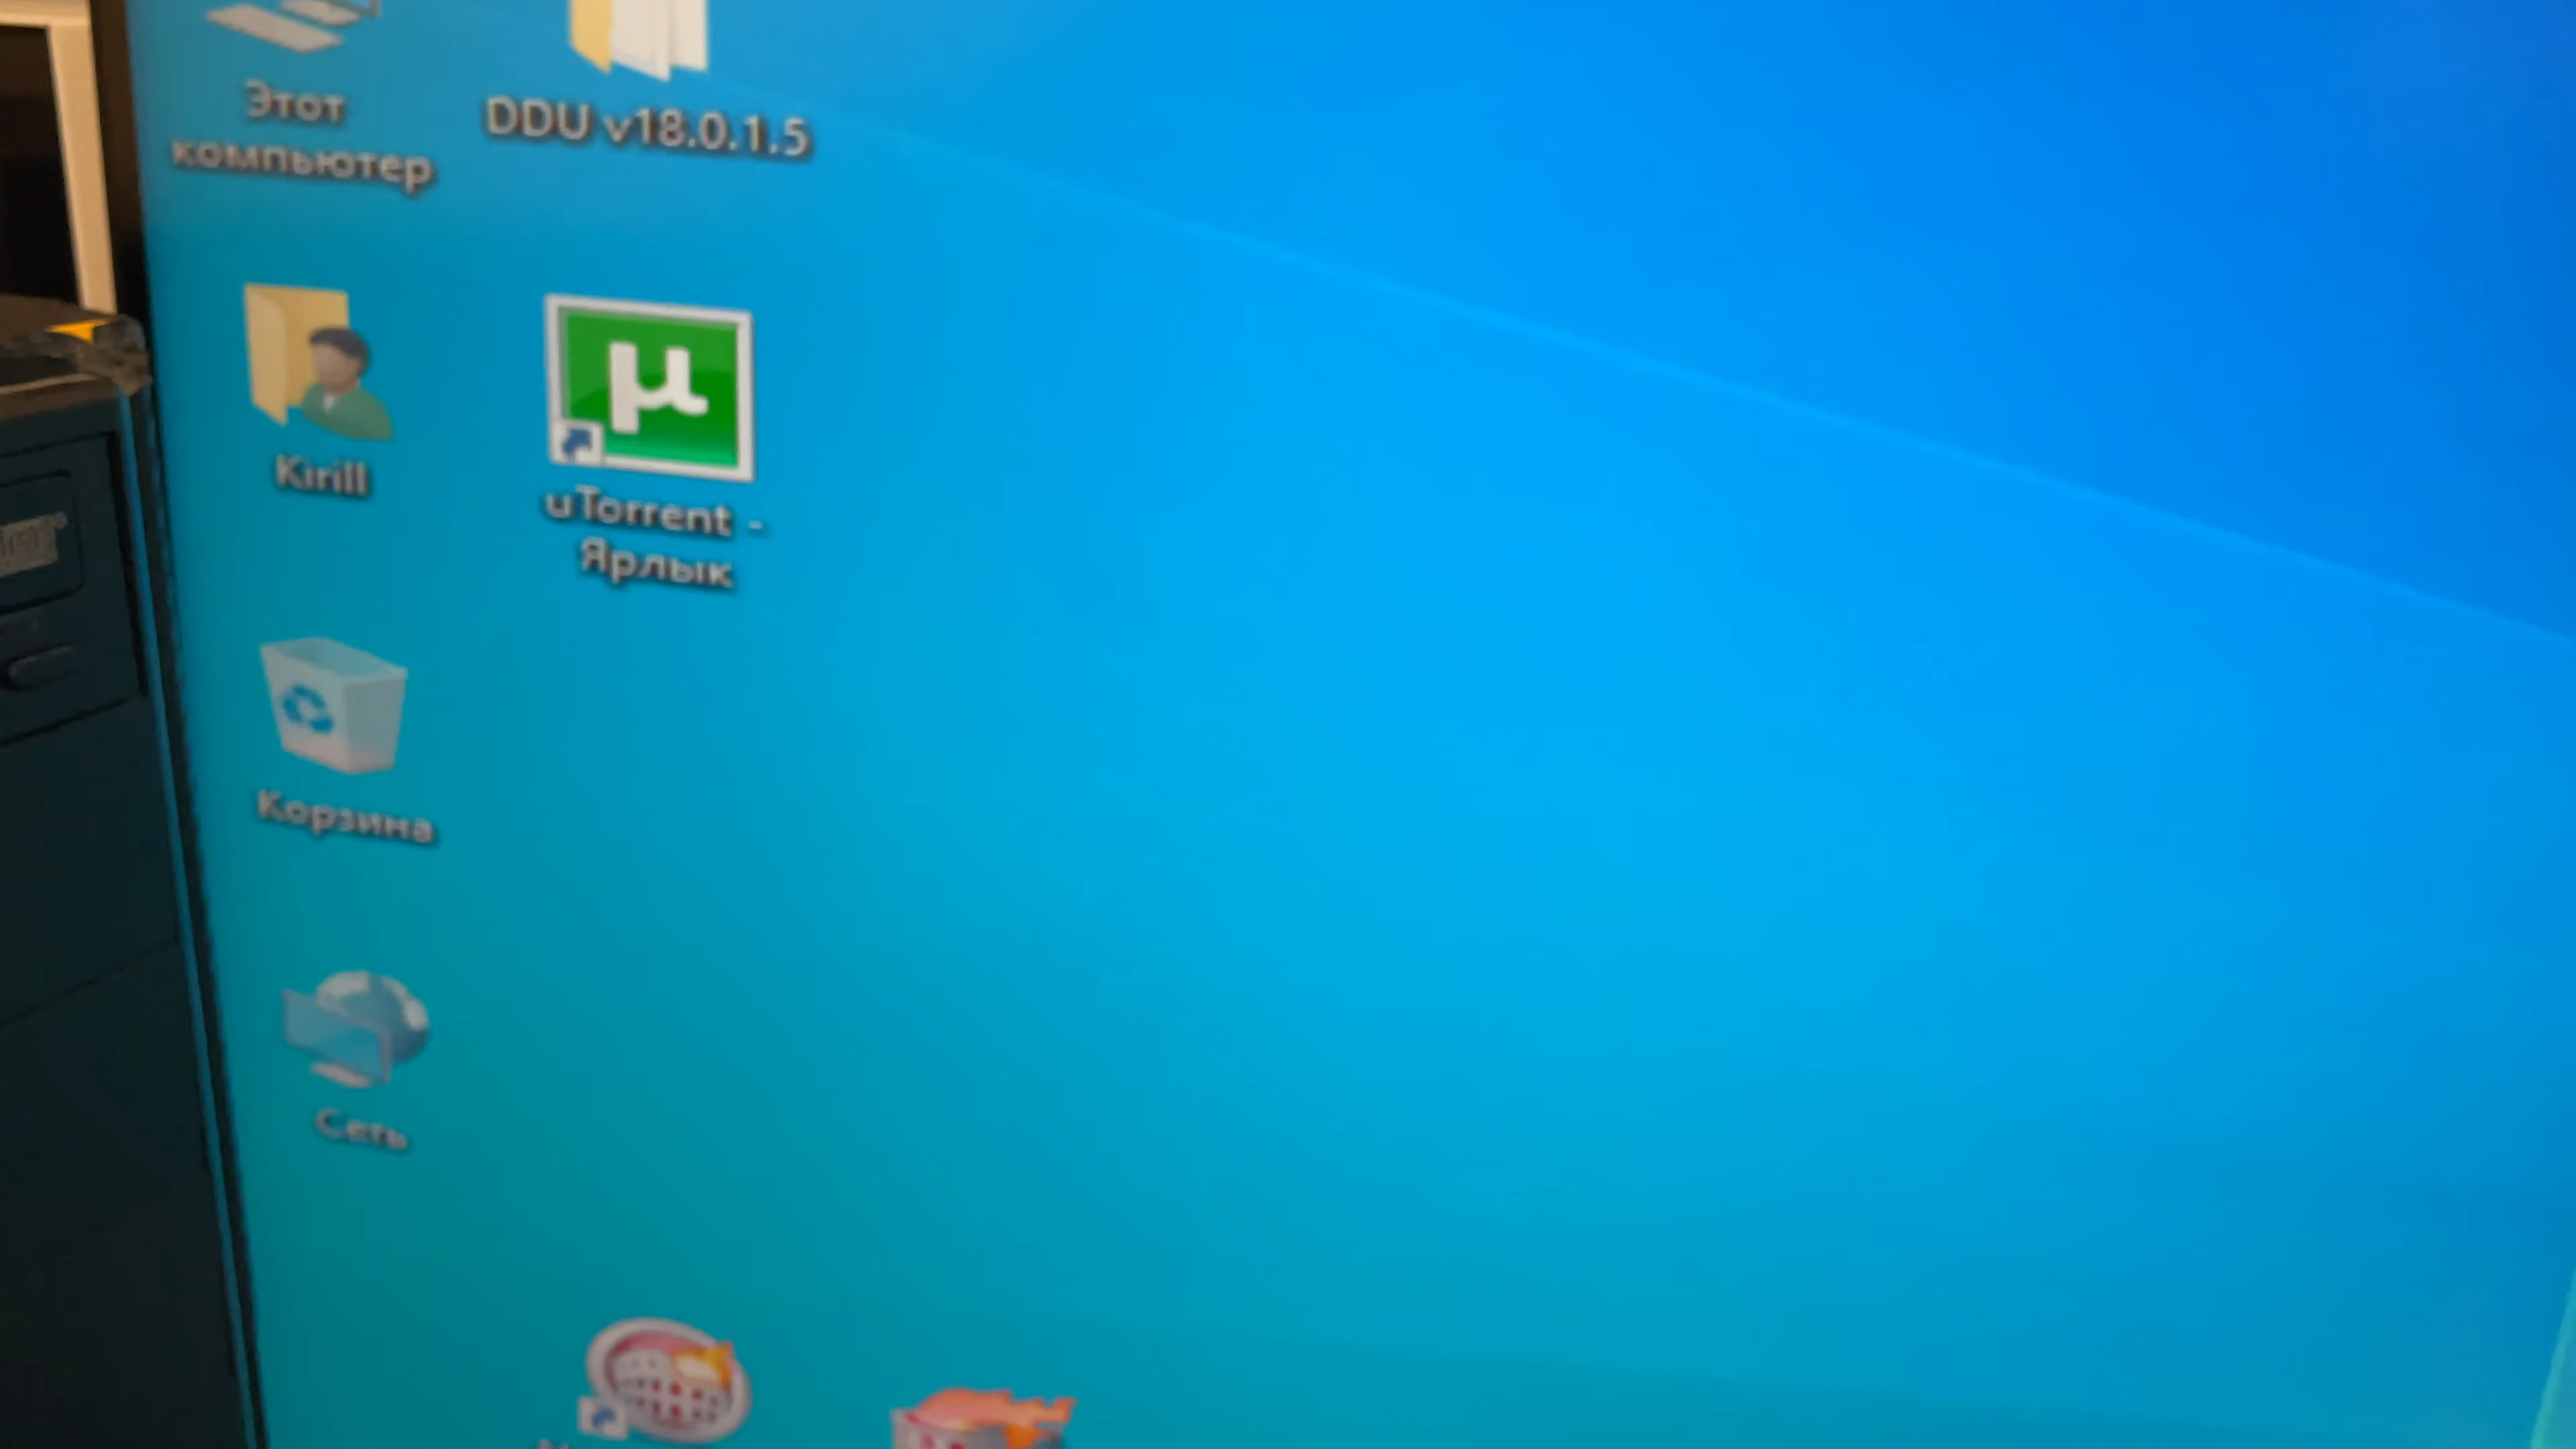 Этот
компьютер
DDU v18.0.1.5
Kirill
µ
uTorrent -
Ярлык
Корзина
Сеть